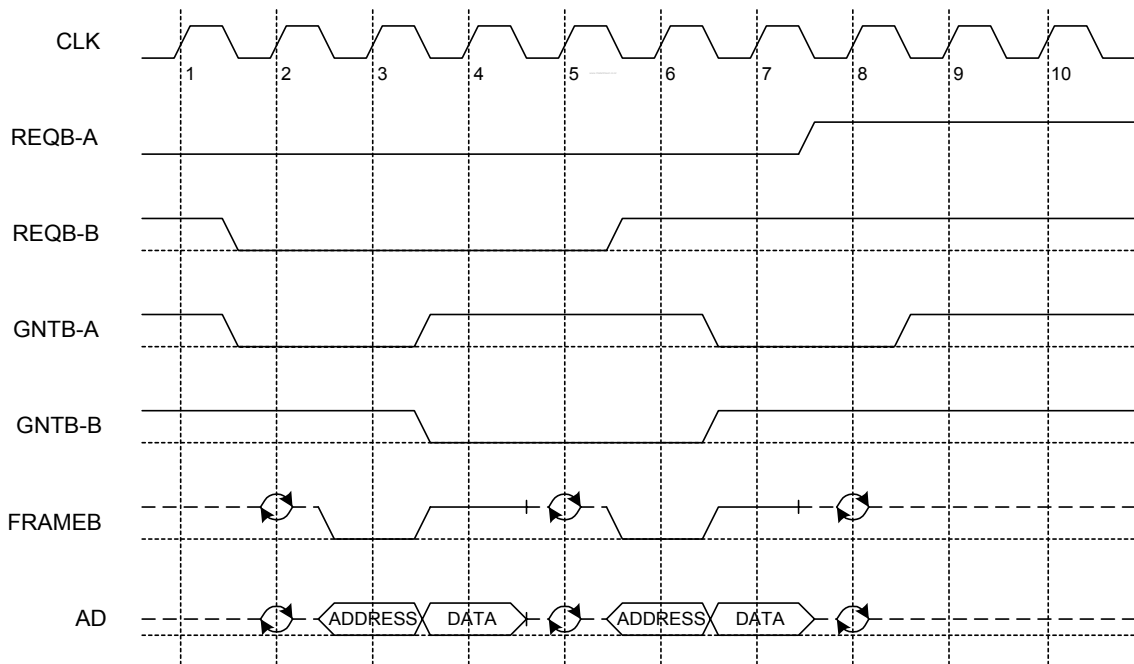 CLK
1 2 3 4 5 6 7 8 9 10
REQB-A
REQB-B
GNTB-A
GNTB-B
FRAMEB
AD ADDRESS DATA ADDRESS DATA